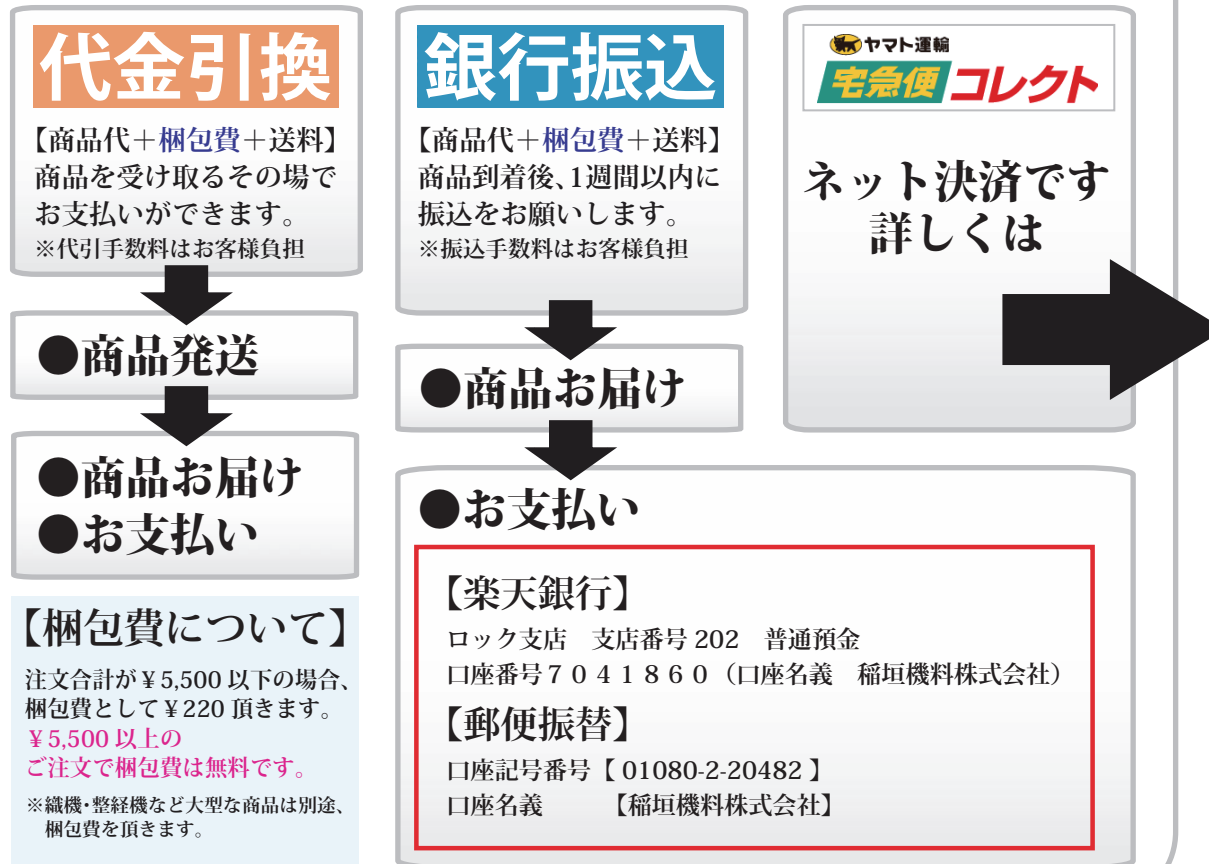 代金引換
【商品代＋梱包費＋送料】
商品を受け取るその場で
お支払いができます。
※代引手数料はお客様負担
●商品発送
●商品お届け
●お支払い
【梱包費について】
注文合計が￥5,500 以下の場合、
梱包費として￥220 頂きます。
￥5,500 以上の
ご注文で梱包費は無料です。
※織機・整経機など大型な商品は別途、
梱包費を頂きます。
銀行振込
【商品代＋梱包費＋送料】
商品到着後、1週間以内に
振込をお願いします。
※振込手数料はお客様負担
●商品お届け
●お支払い
【楽天銀行】
ロック支店　支店番号 202　普通預金
口座番号７０４１８６０（口座名義　稲垣機料株式会社）
【郵便振替】
口座記号番号【 01080-2-20482 】
口座名義　　【稲垣機料株式会社】
ヤマト運輸
宅急便コレクト
ネット決済です
詳しくは